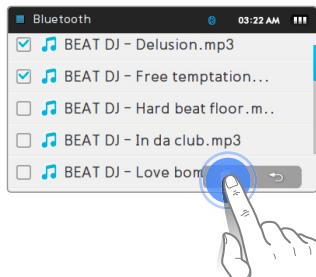 Bluetooth 03:22 AM
BEAT DJ - Delusion.mp3
BEAT DJ - Free temptation...
BEAT DJ - Hard beat floor.m..
BEAT DJ - In da club.mp3
BEAT DJ - Love bom